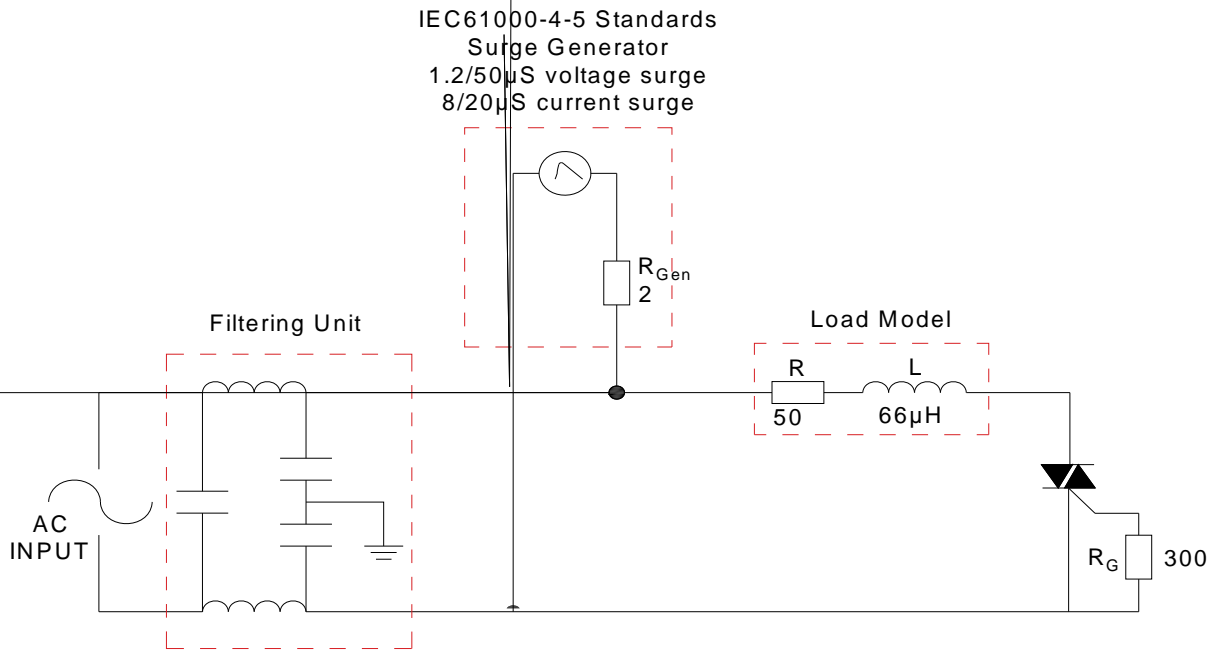 IEC61000-4-5 Standards
Surge Generator
1.2/50µS voltage surge
8/20µS current surge
RGen
2
Filtering Unit
Load Model
R
L
50
66µH
AC
INPUT
RG
300